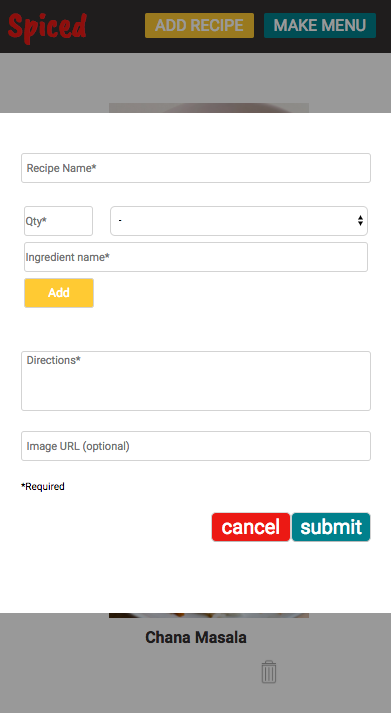 Spiced ADD RECIPE MAKE MENU
Recipe Name*
Qty* -
Ingredient name*
Add
Directions*
Image URL (optional)
*Required
cancel submit
Chana Masala